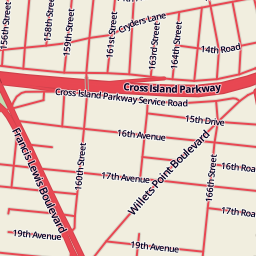 156th Street
158th Street
159th Street
161st Street
Cryders Lane
163rd Street
164th Street
14th Road
Cross Island Parkway
Cross Island Parkway Service Road
15th Drive
16th Avenue
Francis Lewis Boulevard
160th Street
Willets Point Boulevard
16th Roa
17th Avenue
166th Street
17th Roa
19th Avenue
19th Avenue